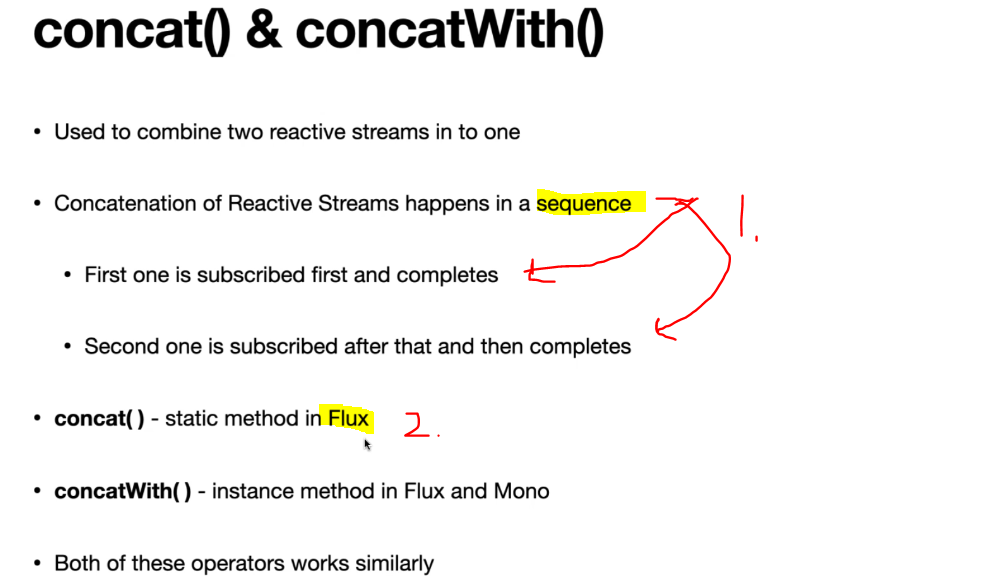 concat() & concatWith()
• Used to combine two reactive streams in to one
• Concatenation of Reactive Streams happens in a sequence
1.
• First one is subscribed first and completes
• Second one is subscribed after that and then completes
• concat( ) - static method in Flux
2.
• concatWith( ) - instance method in Flux and Mono
• Both of these operators works similarly